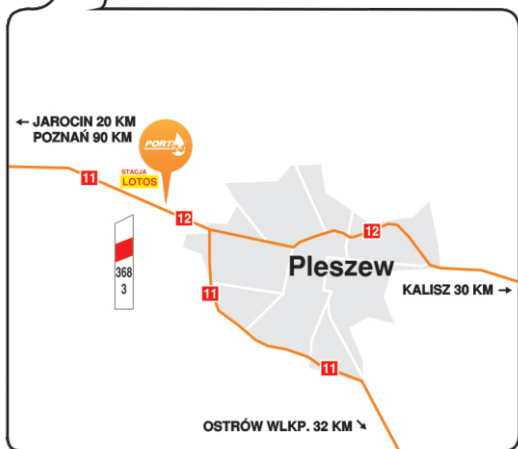 ← JAROCIN 20 KM
POZNAŃ 90 KM
PORT 24
STACJA
LOTOS
11
12
12
368
3
Pleszew
KALISZ 30 KM →
11
11
OSTRÓW WLKP. 32 KM ↘